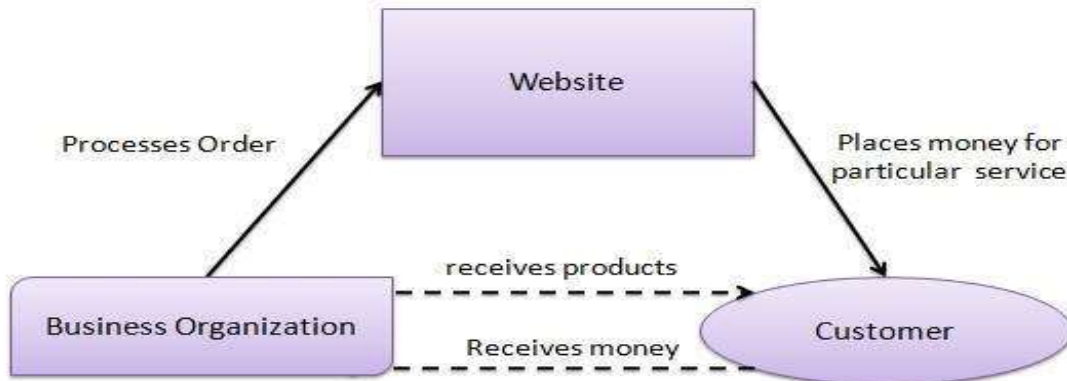 Website
Processes Order
Places money for
particular service
receives products
Business Organization
Customer
Receives money